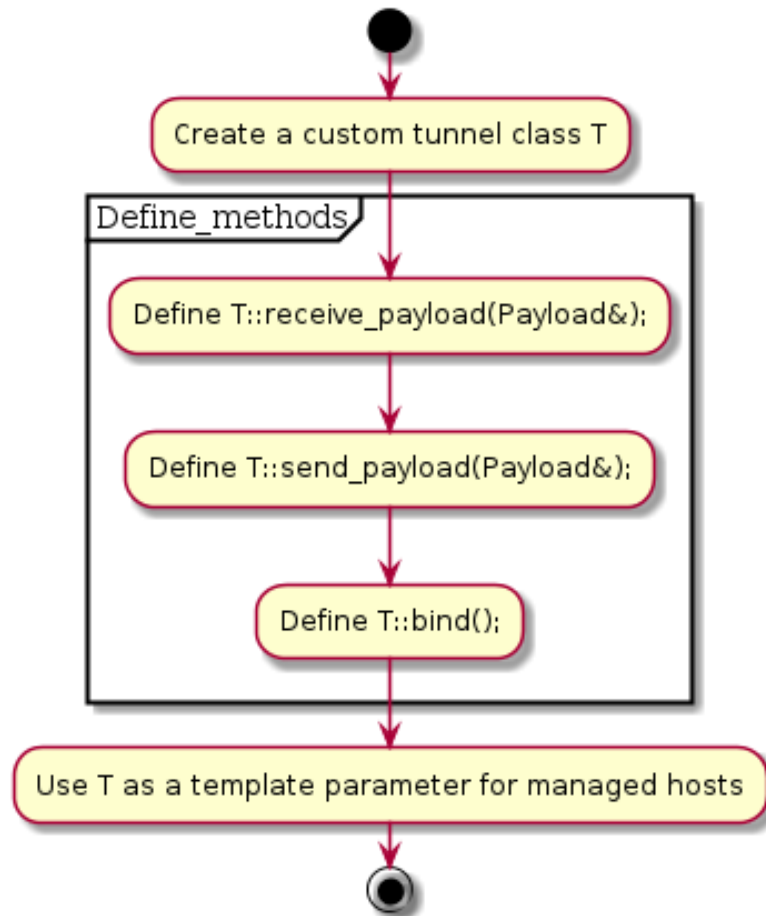 Create a custom tunnel class T
Define_methods
Define T::receive_payload(Payload&);
Define T::send_payload(Payload&);
Define T::bind();
Use T as a template parameter for managed hosts